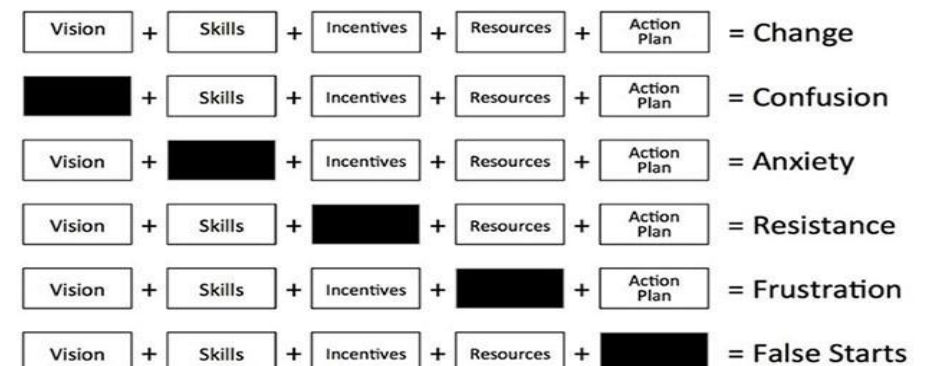 Vision + Skills + Incentives + Resources + Action Plan = Change
+ Skills + Incentives + Resources + Action Plan = Confusion
Vision + + Incentives + Resources + Action Plan = Anxiety
Vision + Skills + + Resources + Action Plan = Resistance
Vision + Skills + Incentives + + Action Plan = Frustration
Vision + Skills + Incentives + Resources + = False Starts